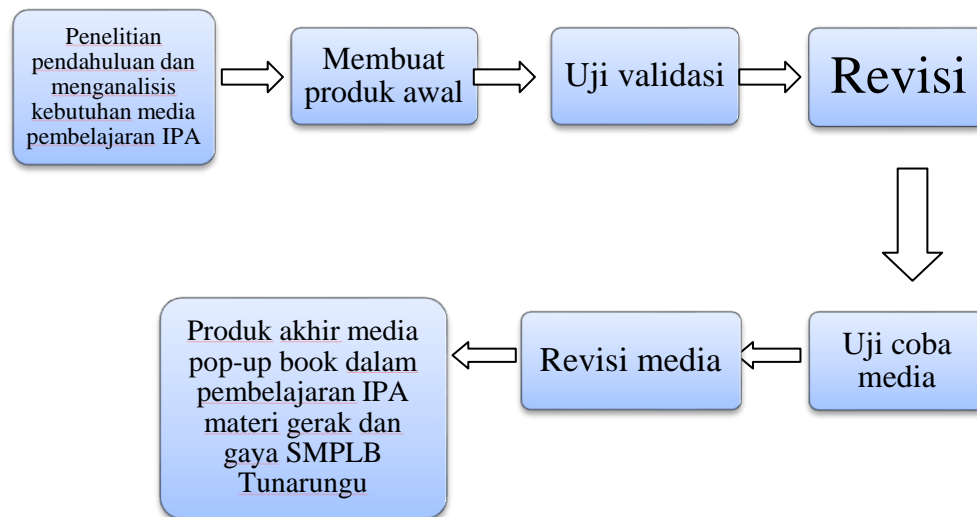 Penelitian
pendahuluan dan
menganalisis
kebutuhan media
pembelajaran IPA
Membuat
produk awal
Uji validasi
Revisi
Uji coba
media
Revisi media
Produk akhir media
pop-up book dalam
pembelajaran IPA
materi gerak dan
gaya SMPLB
Tunarungu